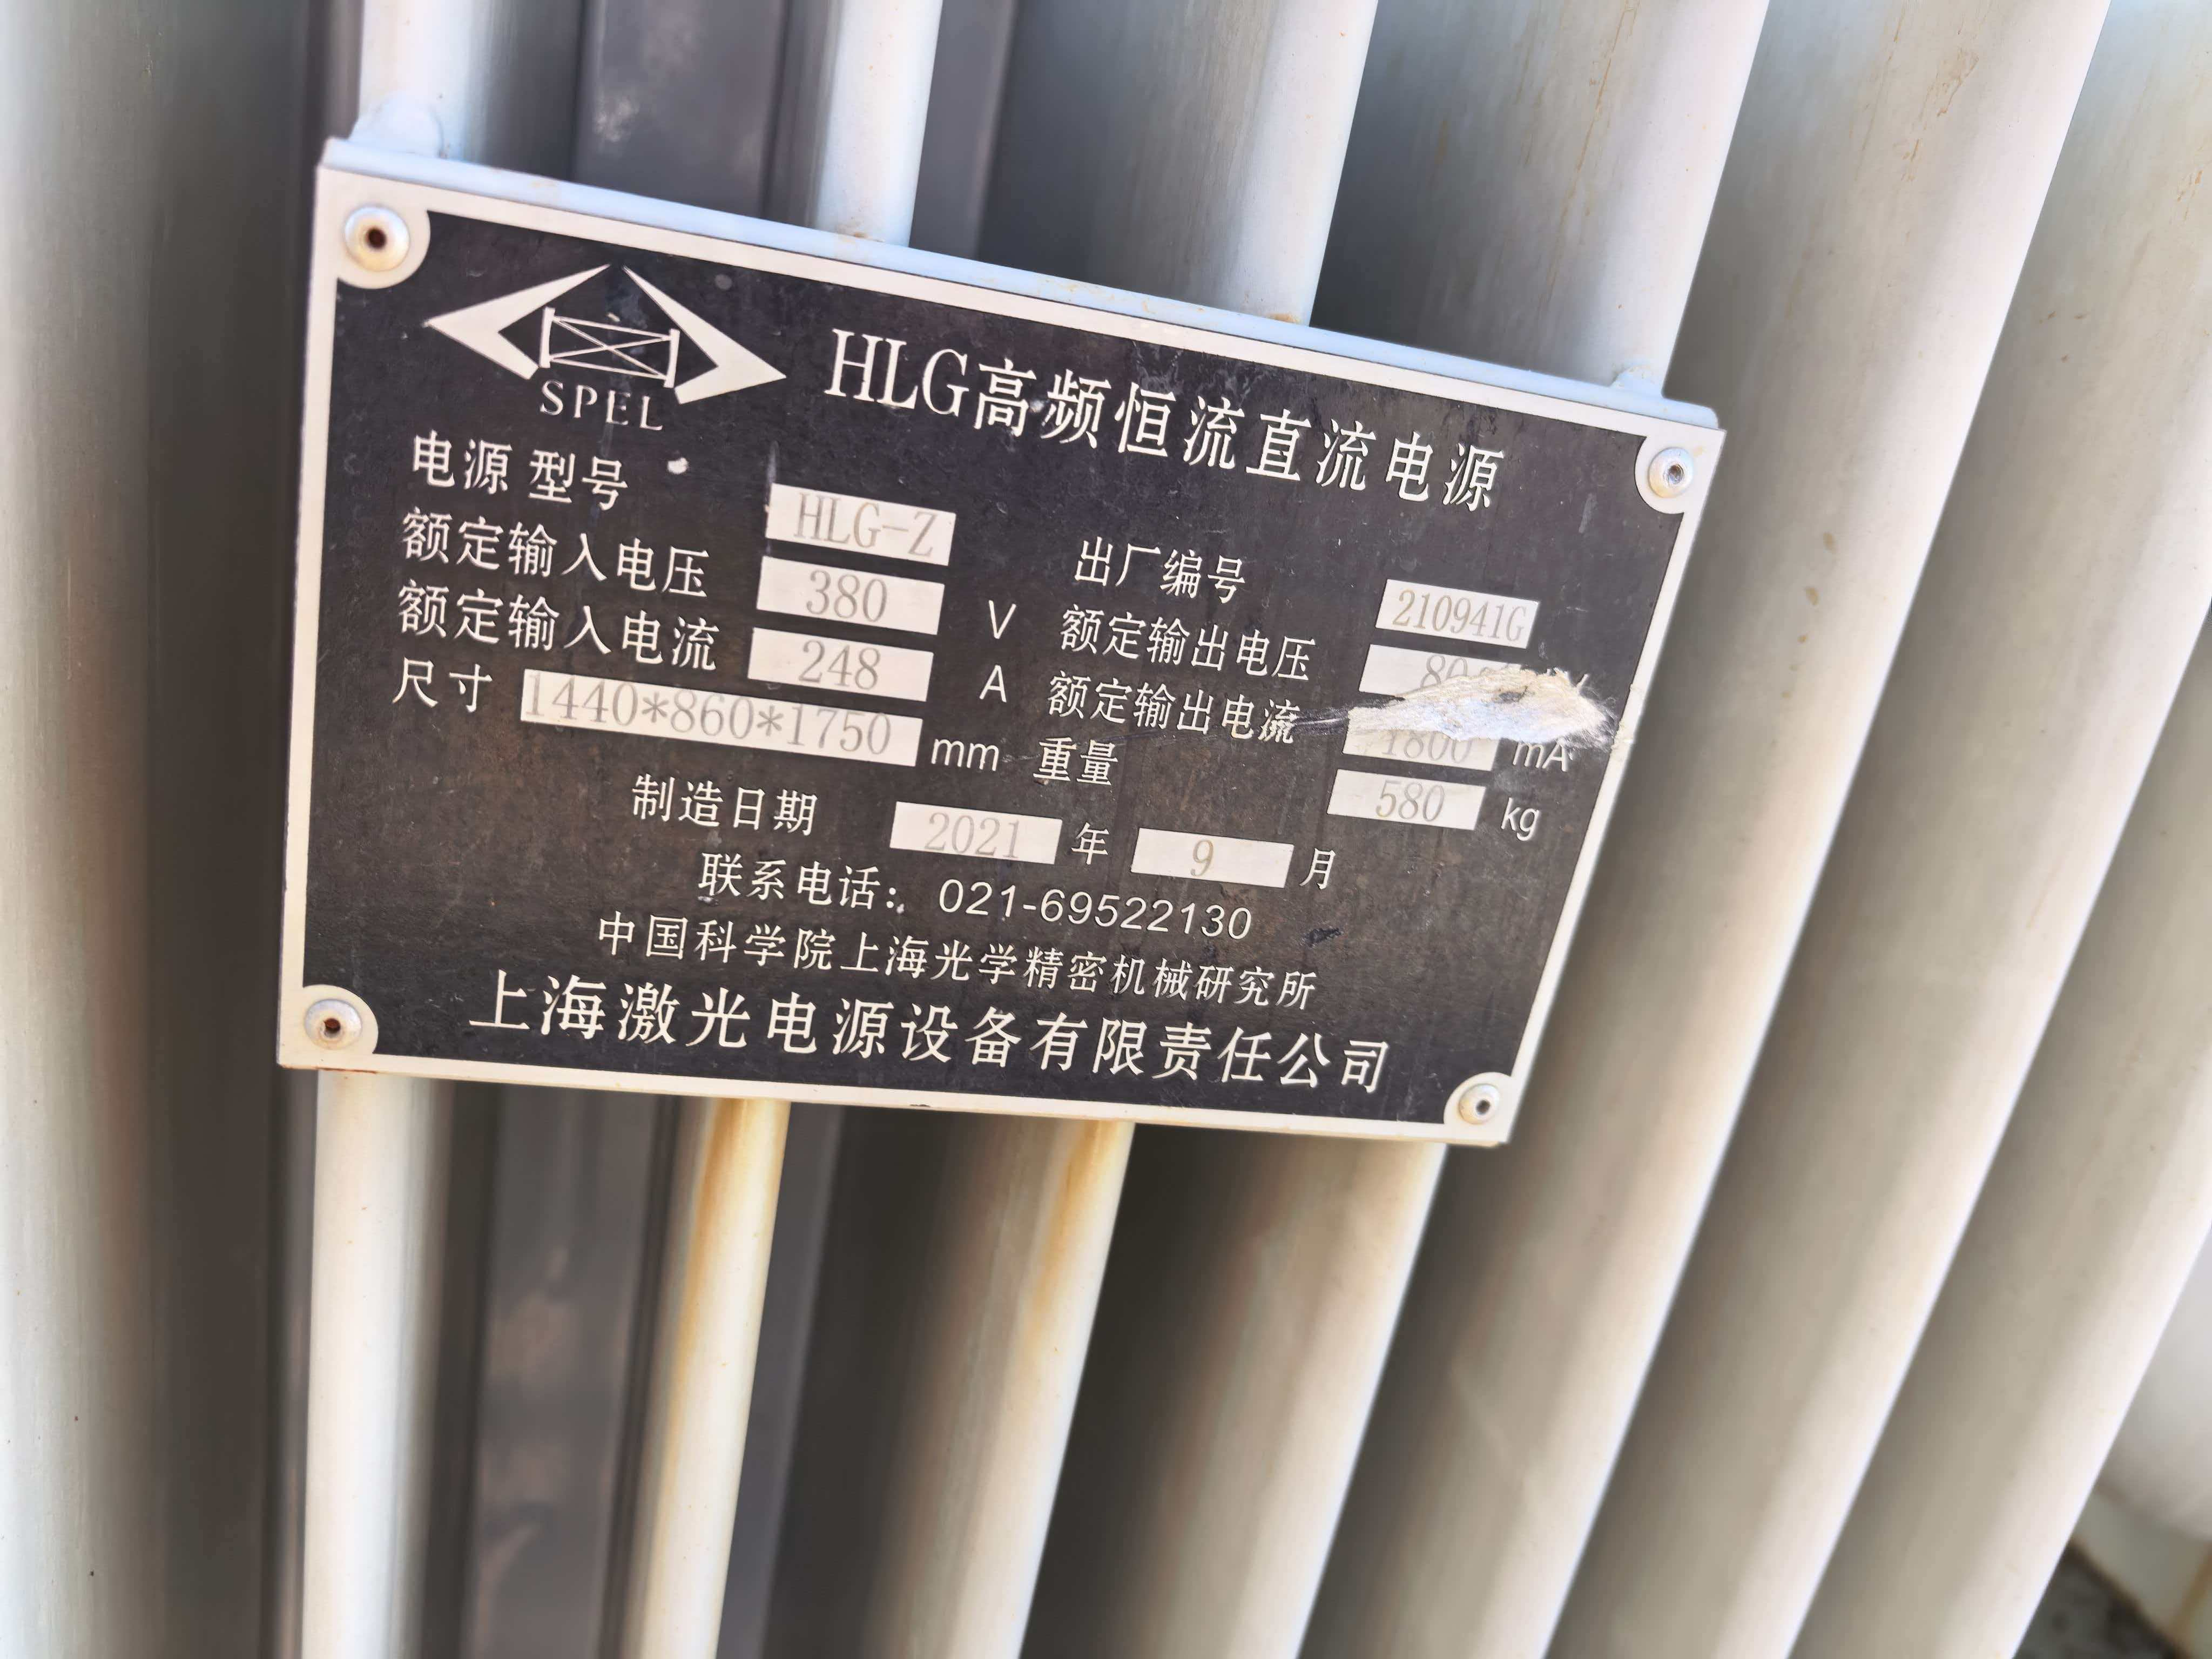 SPEL
HLG高频恒流直流电源
电源 型号 HLG-Z 出厂编号 210941G
额定输入电压 380 V 额定输出电压
额定输入电流 248 A 额定输出电流 1800 mA
尺寸 1440*860*1750 mm 重量 580 kg
制造日期 2021 年 9 月
联系电话: 021-69522130
中国科学院上海光学精密机械研究所
上海激光电源设备有限责任公司